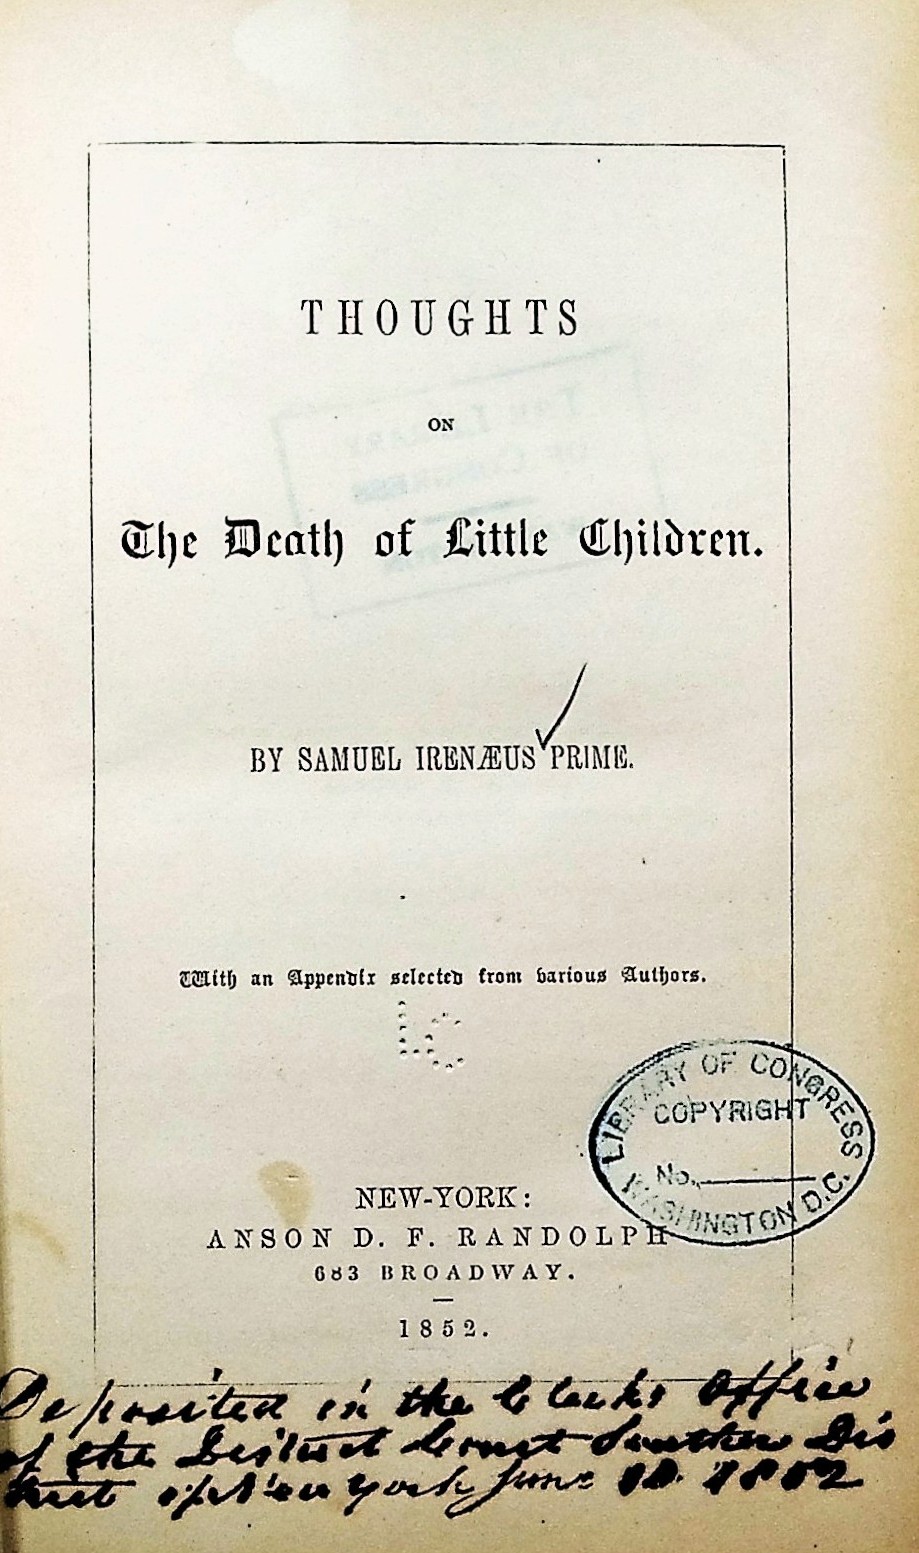 THOUGHTS
ON
The Death of Little Children.
BY SAMUEL IRENÆUS PRIME.
With an Appendix selected from various Authors.
LC
LIBRARY OF CONGRESS
COPYRIGHT
No.
WASHINGTON D.C.
NEW-YORK:
ANSON D. F. RANDOLPH
683 BROADWAY.
1852.
Deposited in the Clerks Office
of the District Court Southern Dis
trict of New York June 1852